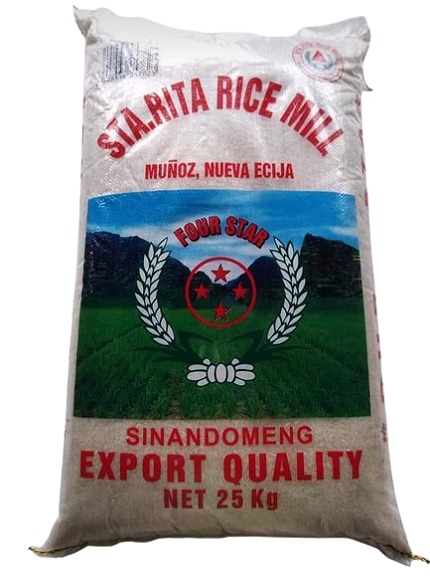 STA.RITA RICE MILL
MUÑOZ, NUEVA ECIJA
FOUR STAR
SINANDOMENG
EXPORT QUALITY
NET 25 Kg